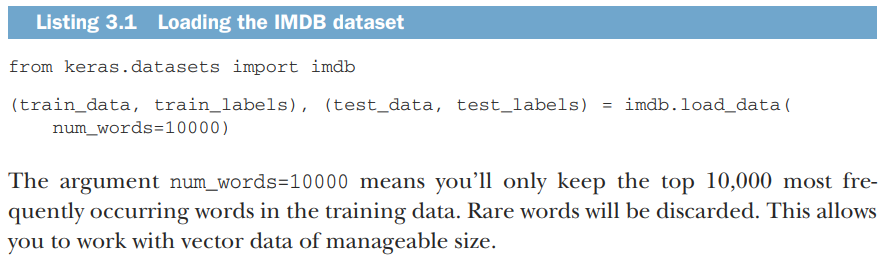 Listing 3.1 Loading the IMDB dataset
from keras.datasets import imdb
(train_data, train_labels), (test_data, test_labels) = imdb.load_data(
    num_words=10000)
The argument num_words=10000 means you’ll only keep the top 10,000 most fre-
quently occurring words in the training data. Rare words will be discarded. This allows
you to work with vector data of manageable size.